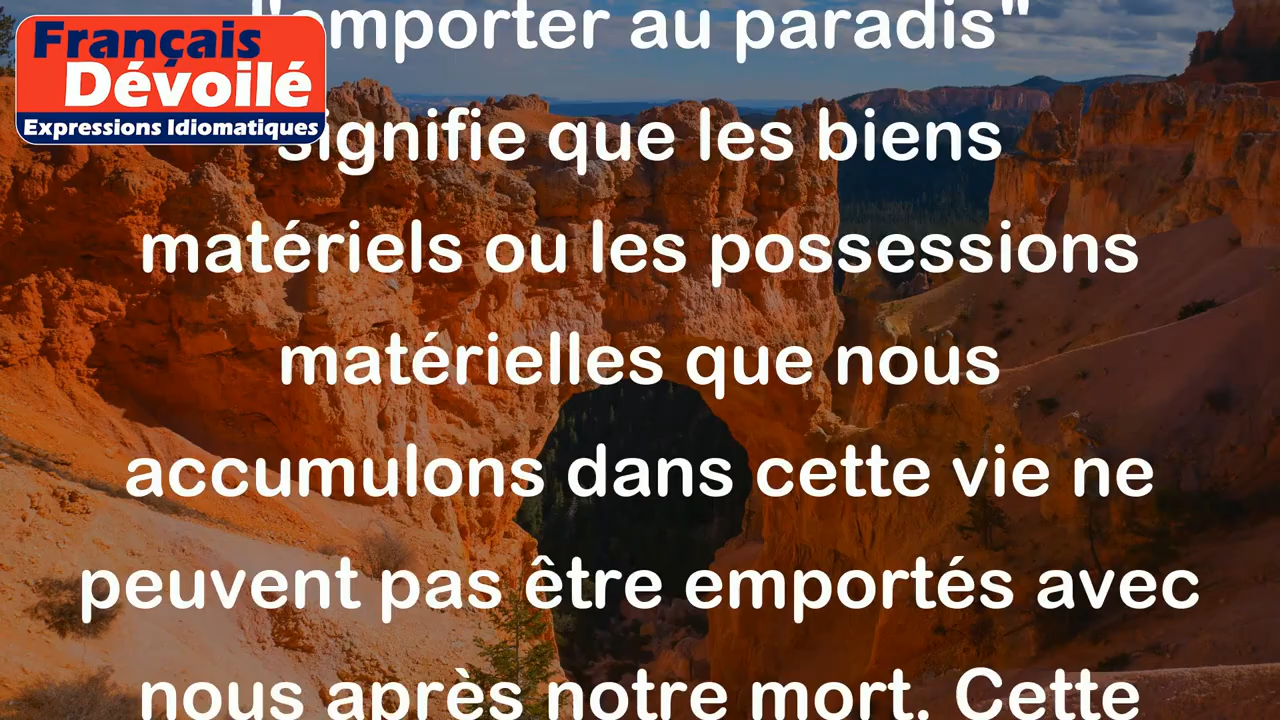 Français
Dévoilé
Expressions Idiomatiques
l'"emporter au paradis"
signifie que les biens
matériels ou les possessions
matérielles que nous
accumulons dans cette vie ne
peuvent pas être emportés avec
nous après notre mort. Cette